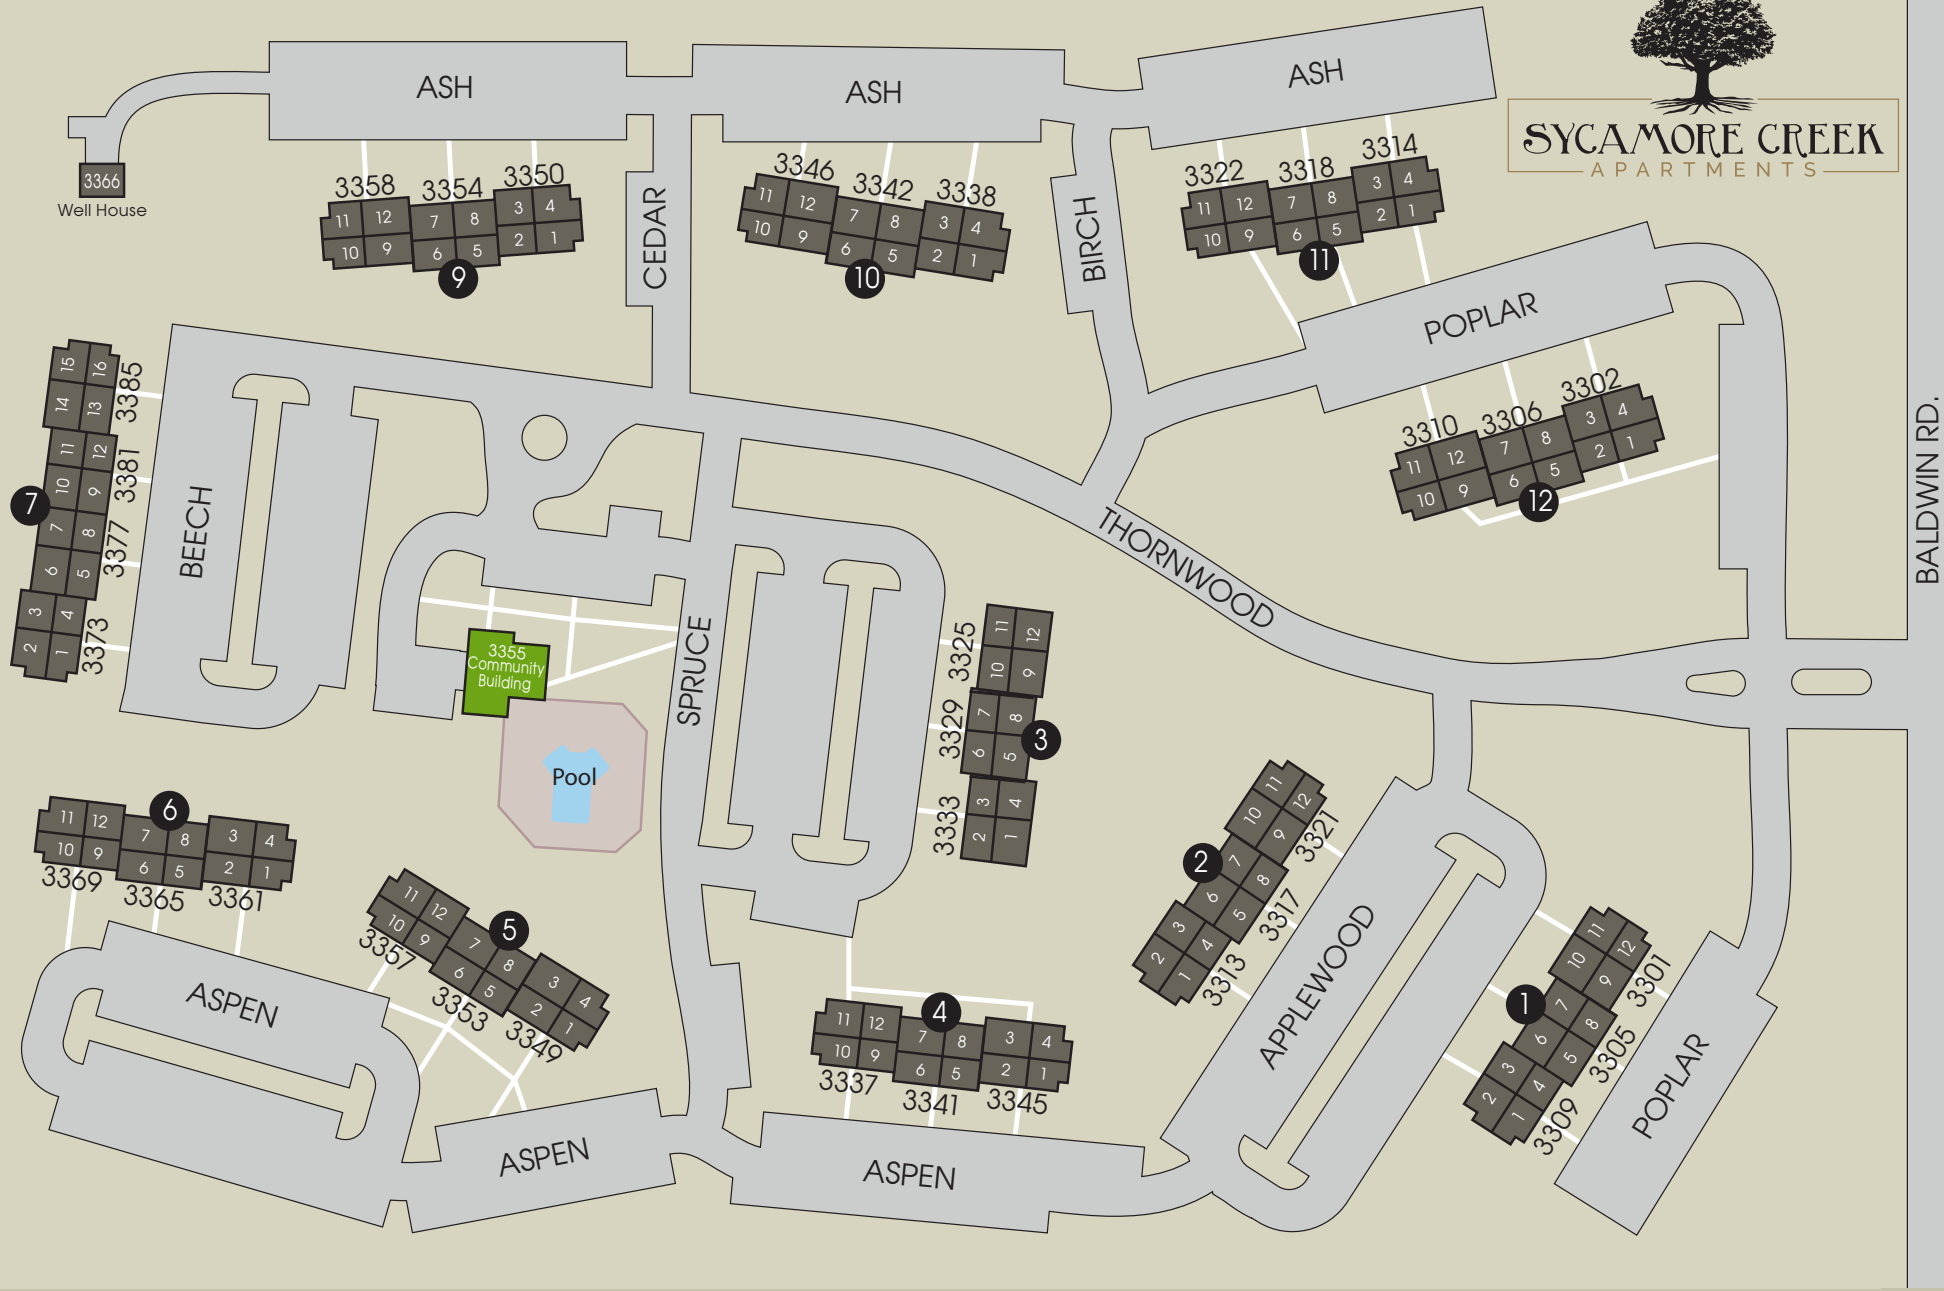 ASH
ASH
ASH
SYCAMORE CREEK
APARTMENTS
3366
Well House
3358
3354
3350
11 12 7 8 3 4
10 9 6 5 2 1
9
CEDAR
3346
3342
3338
11 12 7 8 3 4
10 9 6 5 2 1
10
BIRCH
3322
3318
3314
11 12 7 8 3 4
10 9 6 5 2 1
11
POPLAR
3310
3306
3302
11 12 7 8 3 4
10 9 6 5 2 1
12
BALDWIN RD.
THORNWOOD
7
15 16
14 13
3385
11 12
10 9
3381
7 8
6 5
3377
3 4
2 1
3373
BEECH
3355
Community
Building
Pool
SPRUCE
3325
11 12
10 9
3329
7 8
6 5
3
3333
3 4
2 1
6
11 12 7 8 3 4
10 9 6 5 2 1
3369
3365
3361
5
11 12 7 8 3 4
10 9 6 5 2 1
3357
3353
3349
ASPEN
ASPEN
4
11 12 7 8 3 4
10 9 6 5 2 1
3337
3341
3345
ASPEN
2
11 12
10 9
3321
7 8
6 5
3317
3 4
2 1
3313
APPLEWOOD
1
11 12
10 9
3301
7 8
6 5
3305
3 4
2 1
3309
POPLAR